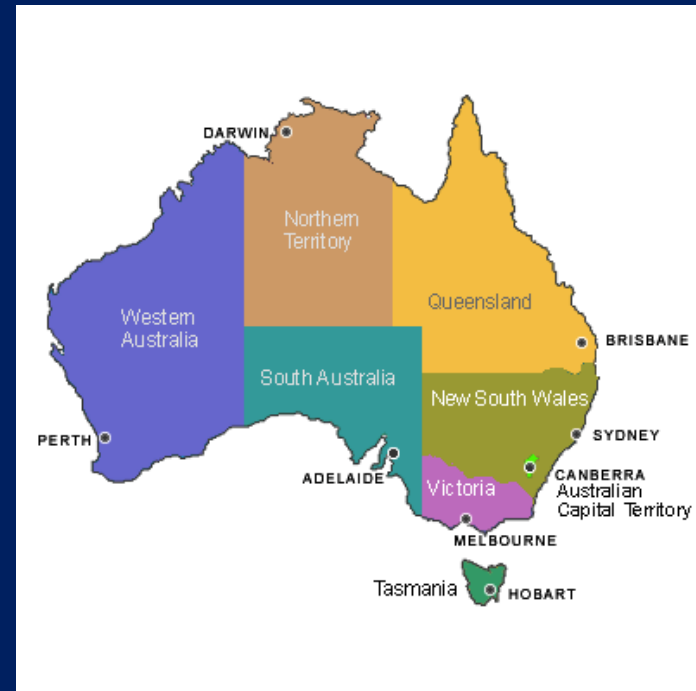 DARWIN
Northern
Territory
Queensland
Western
Australia
BRISBANE
South Australia
New South Wales
PERTH
SYDNEY
ADELAIDE
Victoria
CANBERRA
Australian
Capital Territory
MELBOURNE
Tasmania
HOBART